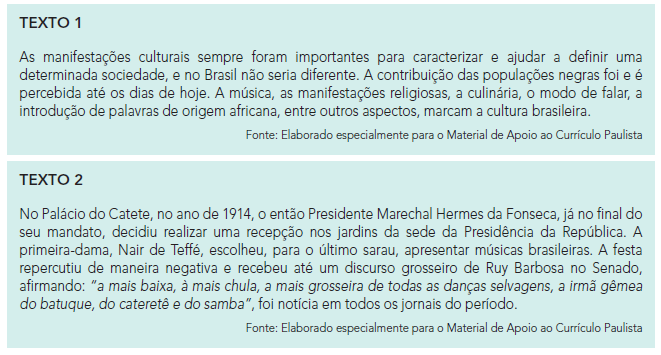 TEXTO 1
As manifestações culturais sempre foram importantes para caracterizar e ajudar a definir uma
determinada sociedade, e no Brasil não seria diferente. A contribuição das populações negras foi e é
percebida até os dias de hoje. A música, as manifestações religiosas, a culinária, o modo de falar, a
introdução de palavras de origem africana, entre outros aspectos, marcam a cultura brasileira.
Fonte: Elaborado especialmente para o Material de Apoio ao Currículo Paulista
TEXTO 2
No Palácio do Catete, no ano de 1914, o então Presidente Marechal Hermes da Fonseca, já no final do
seu mandato, decidiu realizar uma recepção nos jardins da sede da Presidência da República. A
primeira-dama, Nair de Teffé, escolheu, para o último sarau, apresentar músicas brasileiras. A festa
repercutiu de maneira negativa e recebeu até um discurso grosseiro de Ruy Barbosa no Senado,
afirmando: "a mais baixa, à mais chula, a mais grosseira de todas as danças selvagens, a irmã gêmea
do batuque, do cateretê e do samba", foi notícia em todos os jornais do período.
Fonte: Elaborado especialmente para o Material de Apoio ao Currículo Paulista